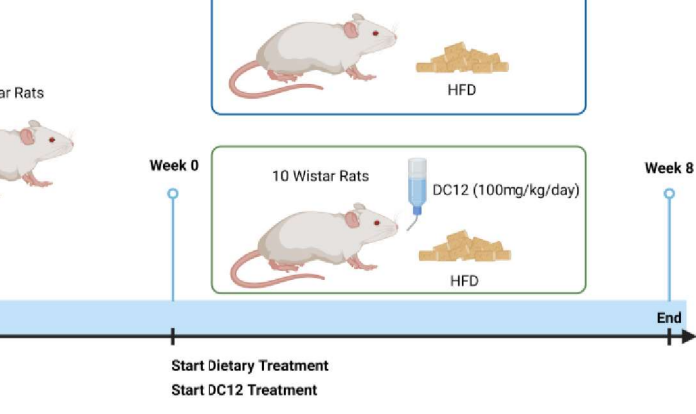 ar Rats
HFD
Week 0
10 Wistar Rats
DC12 (100mg/kg/day)
HFD
Week 8
End
Start Dietary Treatment
Start DC12 Treatment